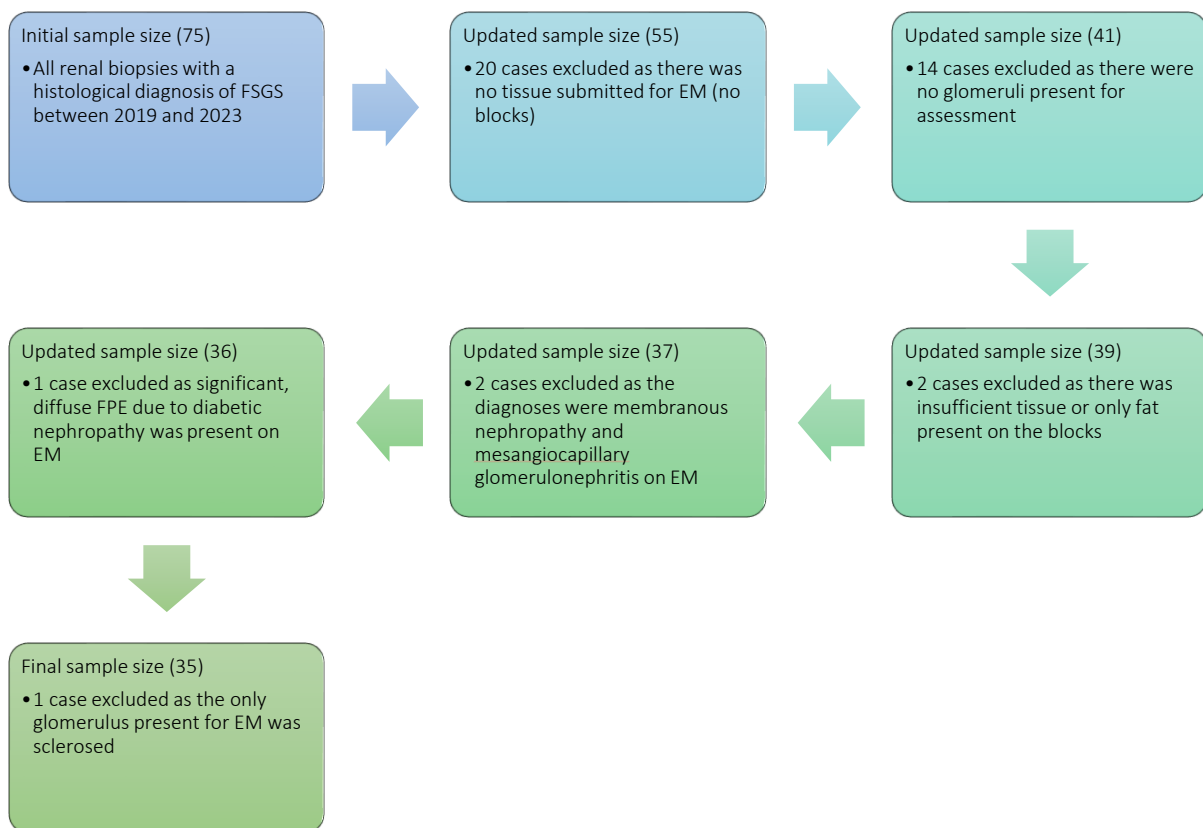 Initial sample size (75)
•All renal biopsies with a
histological diagnosis of FSGS
between 2019 and 2023
Updated sample size (55)
•20 cases excluded as there was
no tissue submitted for EM (no
blocks)
Updated sample size (41)
•14 cases excluded as there were
no glomeruli present for
assessment
Updated sample size (39)
•2 cases excluded as there was
insufficient tissue or only fat
present on the blocks
Updated sample size (37)
•2 cases excluded as the
diagnoses were membranous
nephropathy and
mesangiocapillary
glomerulonephritis on EM
Updated sample size (36)
•1 case excluded as significant,
diffuse FPE due to diabetic
nephropathy was present on
EM
Final sample size (35)
•1 case excluded as the only
glomerulus present for EM was
sclerosed